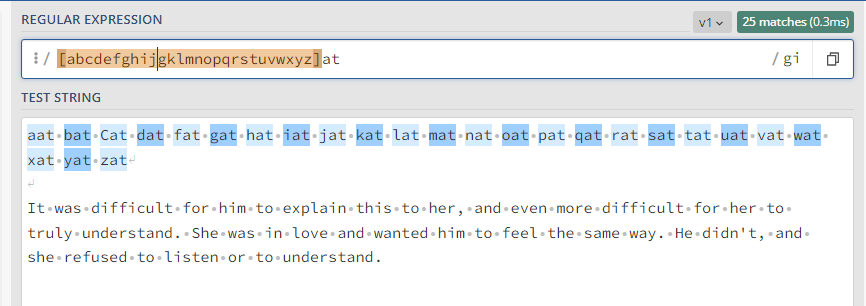 REGULAR EXPRESSION v1 25 matches (0.3ms)
/ [abcdefghijgklmnopqrstuvwxyz]at / gi
TEST STRING
aat·bat·Cat·dat·fat·gat·hat·iat·jat·kat·lat·mat·nat·oat·pat·qat·rat·sat·tat·uat·vat·wat·
xat·yat·zat
It·was·difficult·for·him·to·explain·this·to·her,·and·even·more·difficult·for·her·to·
truly·understand.·She·was·in·love·and·wanted·him·to·feel·the·same·way.·He·didn't,·and·
she·refused·to·listen·or·to·understand.